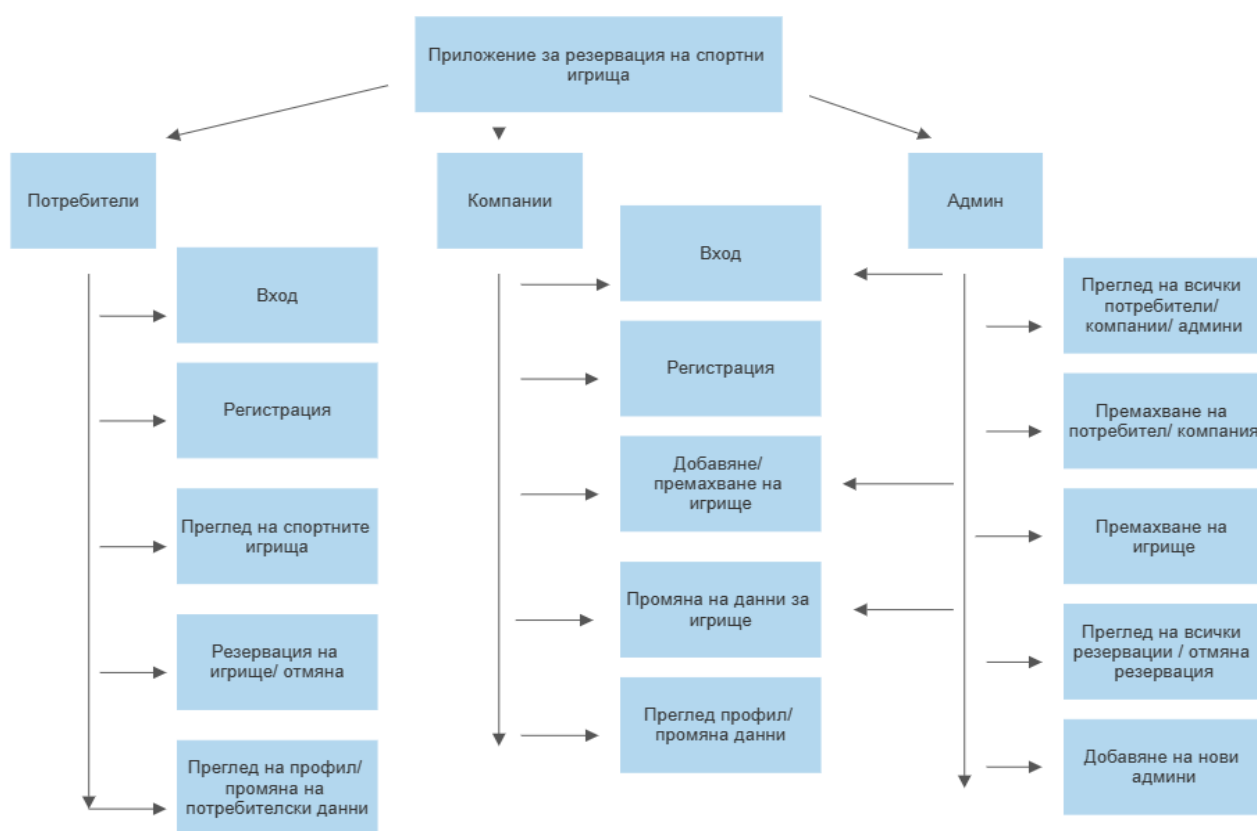 Приложение за резервация на спортни
игрища
Потребители
Вход
Регистрация
Преглед на спортните
игрища
Резервация на
игрище/ отмяна
Преглед на профил/
промяна на
потребителски данни
Компании
Вход
Регистрация
Добавяне/
премахване на
игрище
Промяна на данни за
игрище
Преглед профил/
промяна данни
Админ
Преглед на всички
потребители/
компании/ админи
Премахване на
потребител/ компания
Премахване на
игрище
Преглед на всички
резервации / отмяна
резервация
Добавяне на нови
админи